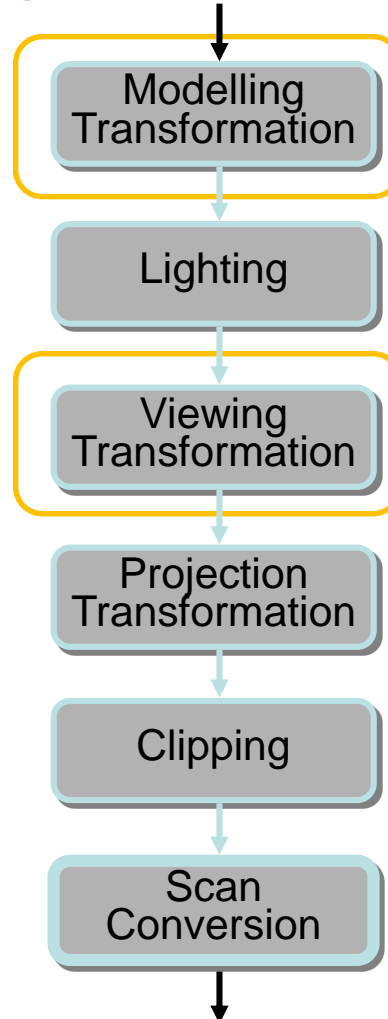 Modelling
Transformation
Lighting
Viewing
Transformation
Projection
Transformation
Clipping
Scan
Conversion